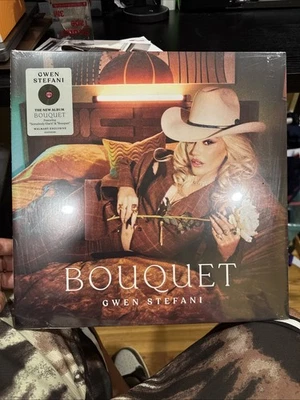 GWEN
STEFANI
THE NEW ALBUM
BOUQUET
BOUQUET
GWEN STEFANI